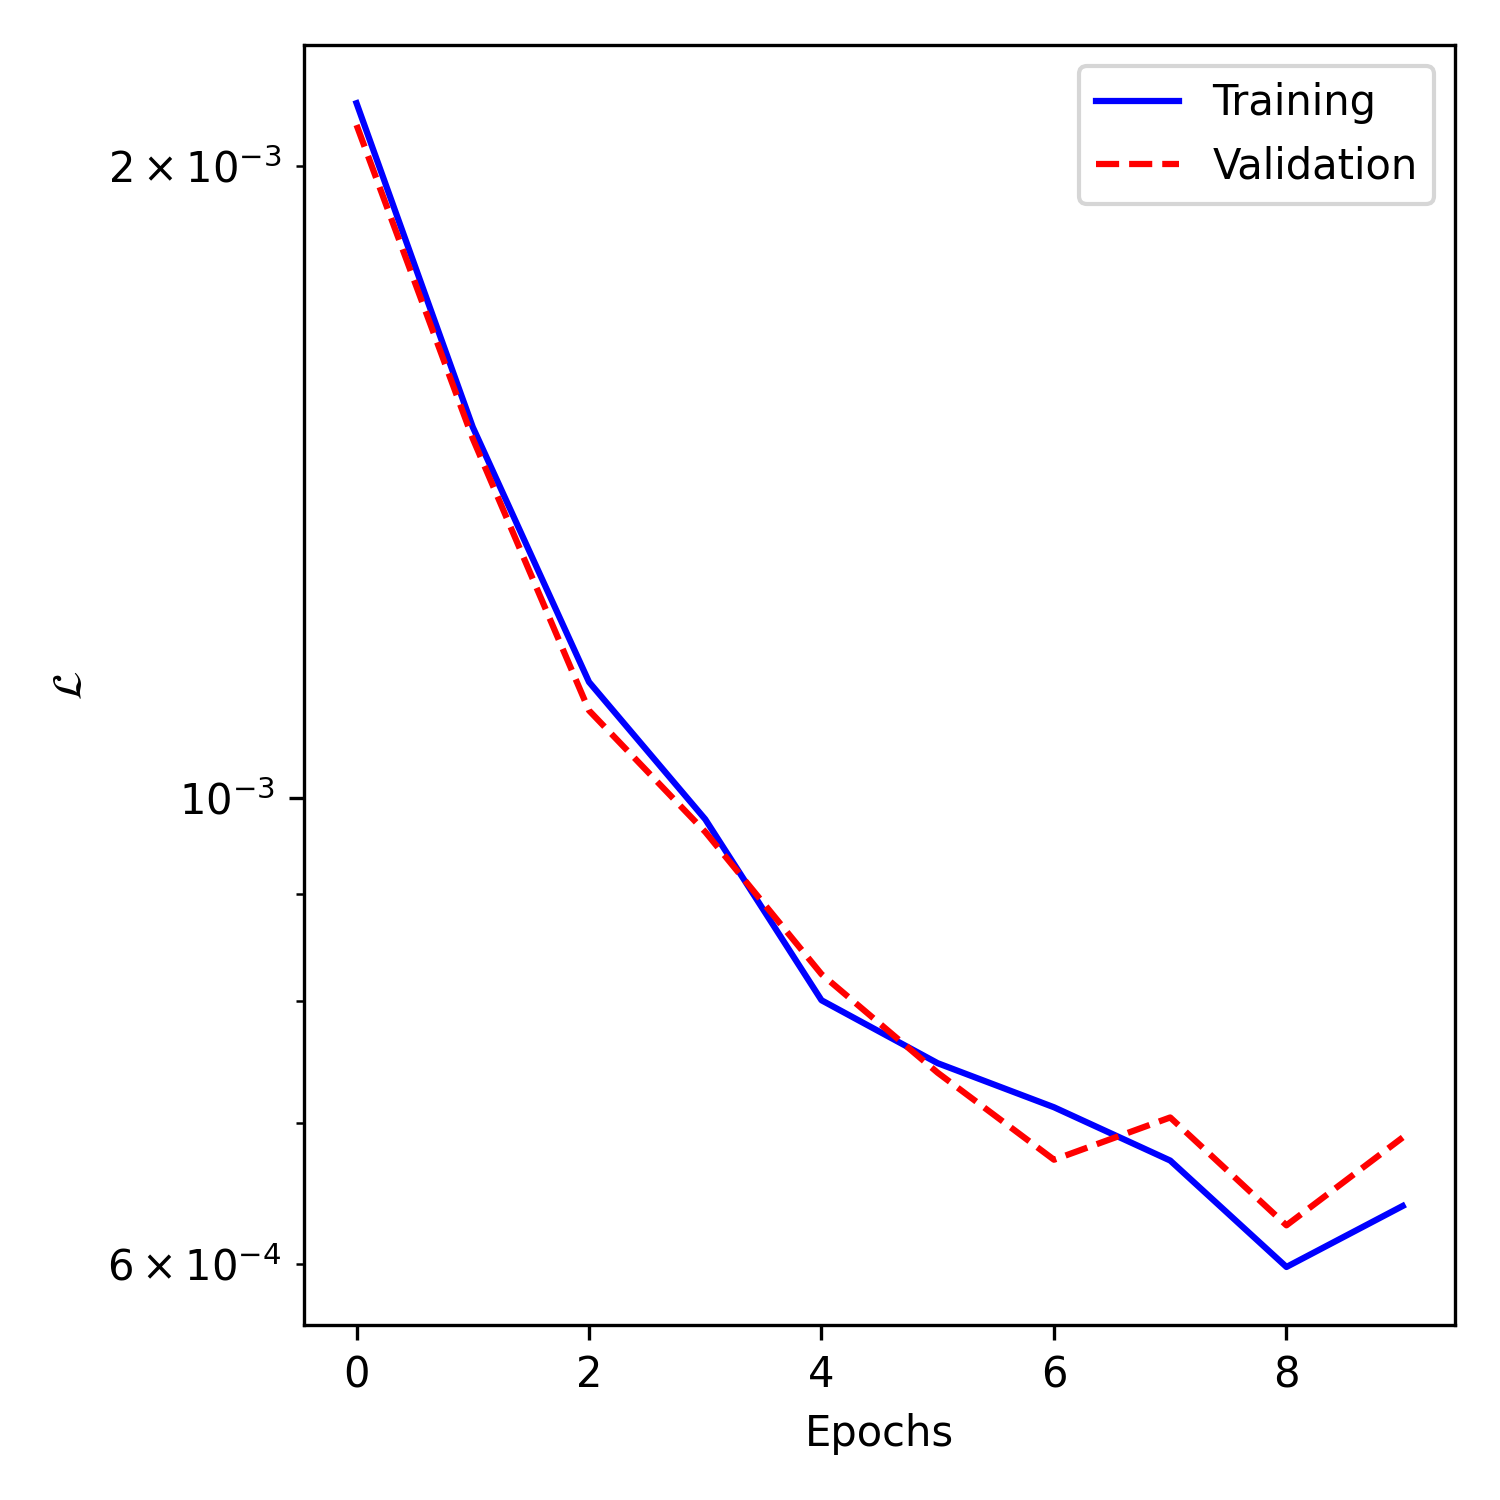 Training
Validation
2 × 10⁻³
10⁻³
6 × 10⁻⁴
ℒ
0 2 4 6 8
Epochs